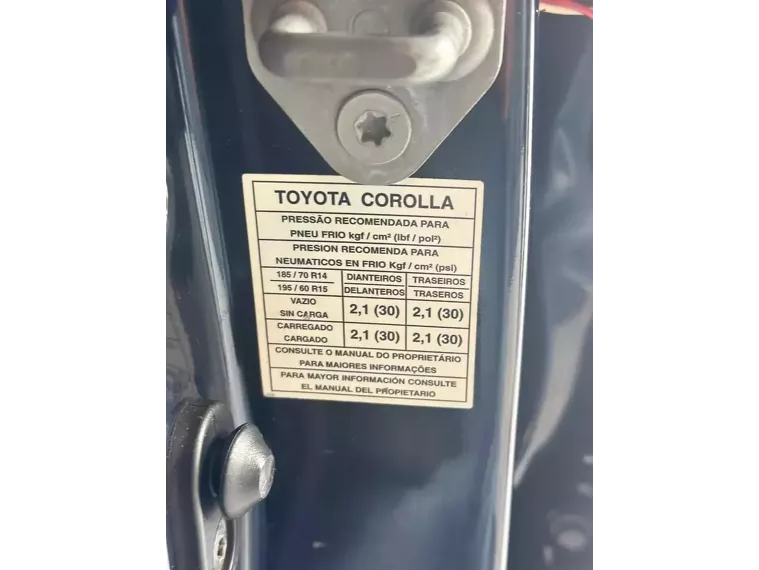 TOYOTA COROLLA
PRESSÃO RECOMENDADA PARA
PNEU FRIO kgf / cm² (lbf / pol²)
PRESION RECOMENDA PARA
NEUMATICOS EN FRIO Kgf / cm² (psi)
185 / 70 R14 DIANTEIROS TRASEIROS
195 / 60 R15 DELANTEROS TRASEROS
VAZIO
SIN CARGA 2,1 (30) 2,1 (30)
CARREGADO
CARGADO 2,1 (30) 2,1 (30)
CONSULTE O MANUAL DO PROPRIETÁRIO
PARA MAIORES INFORMAÇÕES
PARA MAYOR INFORMACIÓN CONSULTE
EL MANUAL DEL PROPIETARIO